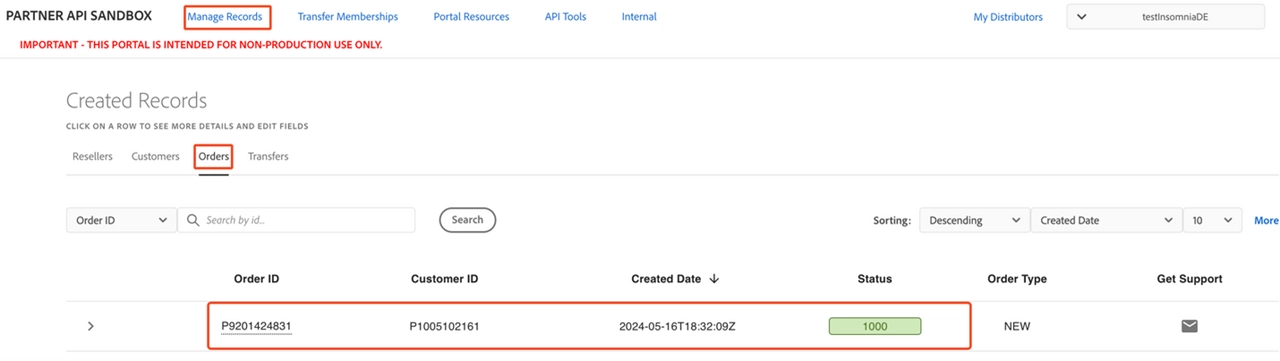 PARTNER API SANDBOX Manage Records Transfer Memberships Portal Resources API Tools Internal My Distributors testInsomniaDE
IMPORTANT - THIS PORTAL IS INTENDED FOR NON-PRODUCTION USE ONLY.
Created Records
CLICK ON A ROW TO SEE MORE DETAILS AND EDIT FIELDS
Resellers Customers Orders Transfers
Order ID Search by id... Search Sorting: Descending Created Date 10 More
Order ID Customer ID Created Date Status Order Type Get Support
P9201424831 P1005102161 2024-05-16T18:32:09Z 1000 NEW